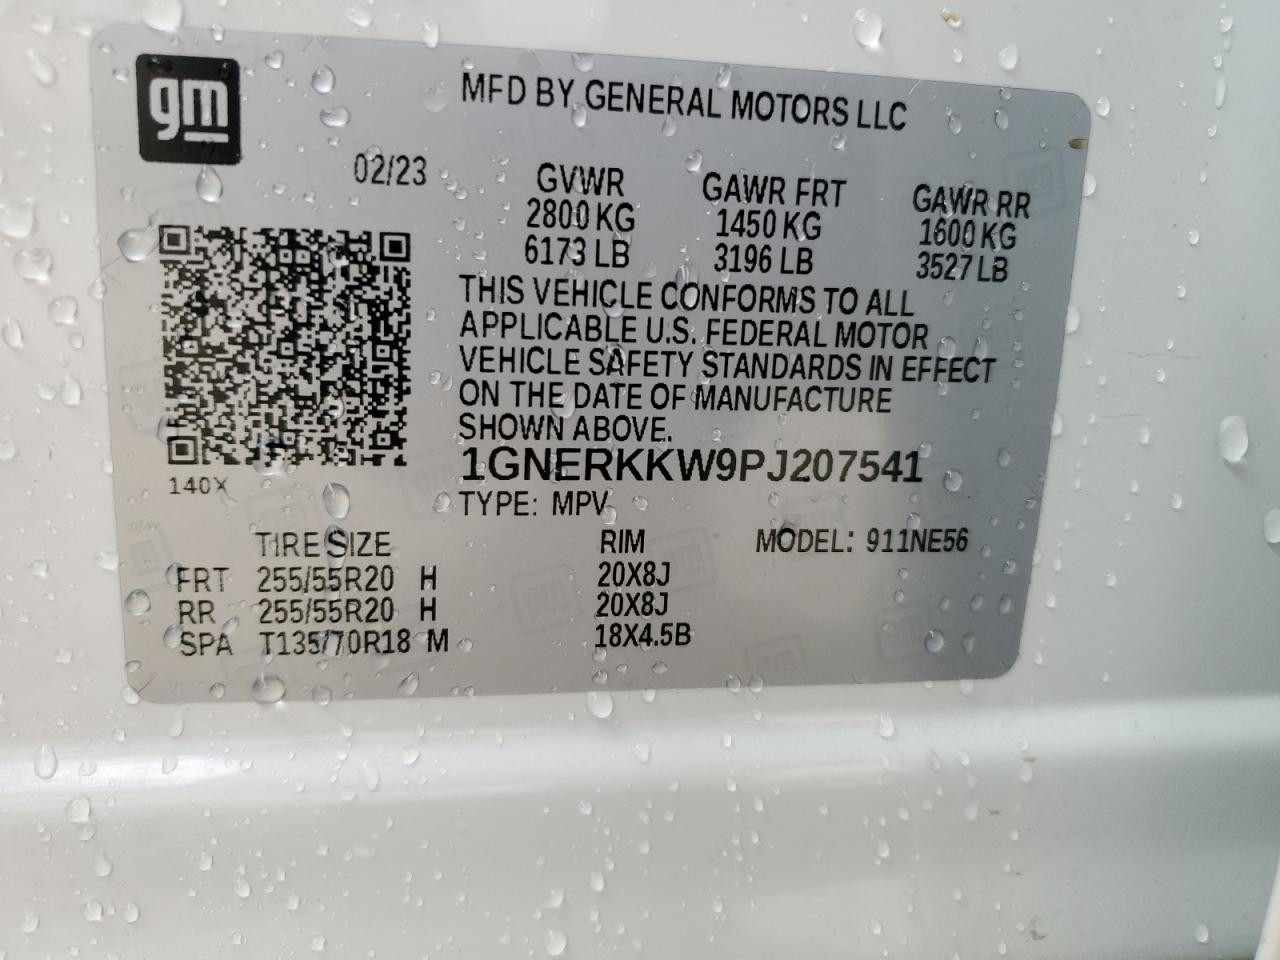 gm
MFD BY GENERAL MOTORS LLC
02/23
GVWR GAWR FRT GAWR RR
2800 KG 1450 KG 1600 KG
6173 LB 3196 LB 3527 LB
THIS VEHICLE CONFORMS TO ALL
APPLICABLE U.S. FEDERAL MOTOR
VEHICLE SAFETY STANDARDS IN EFFECT
ON THE DATE OF MANUFACTURE
SHOWN ABOVE.
1GNERKKW9PJ207541
140X
TYPE: MPV
TIRE SIZE RIM MODEL: 911NE56
FRT 255/55R20 H 20X8J
RR 255/55R20 H 20X8J
SPA T135/70R18 M 18X4.5B